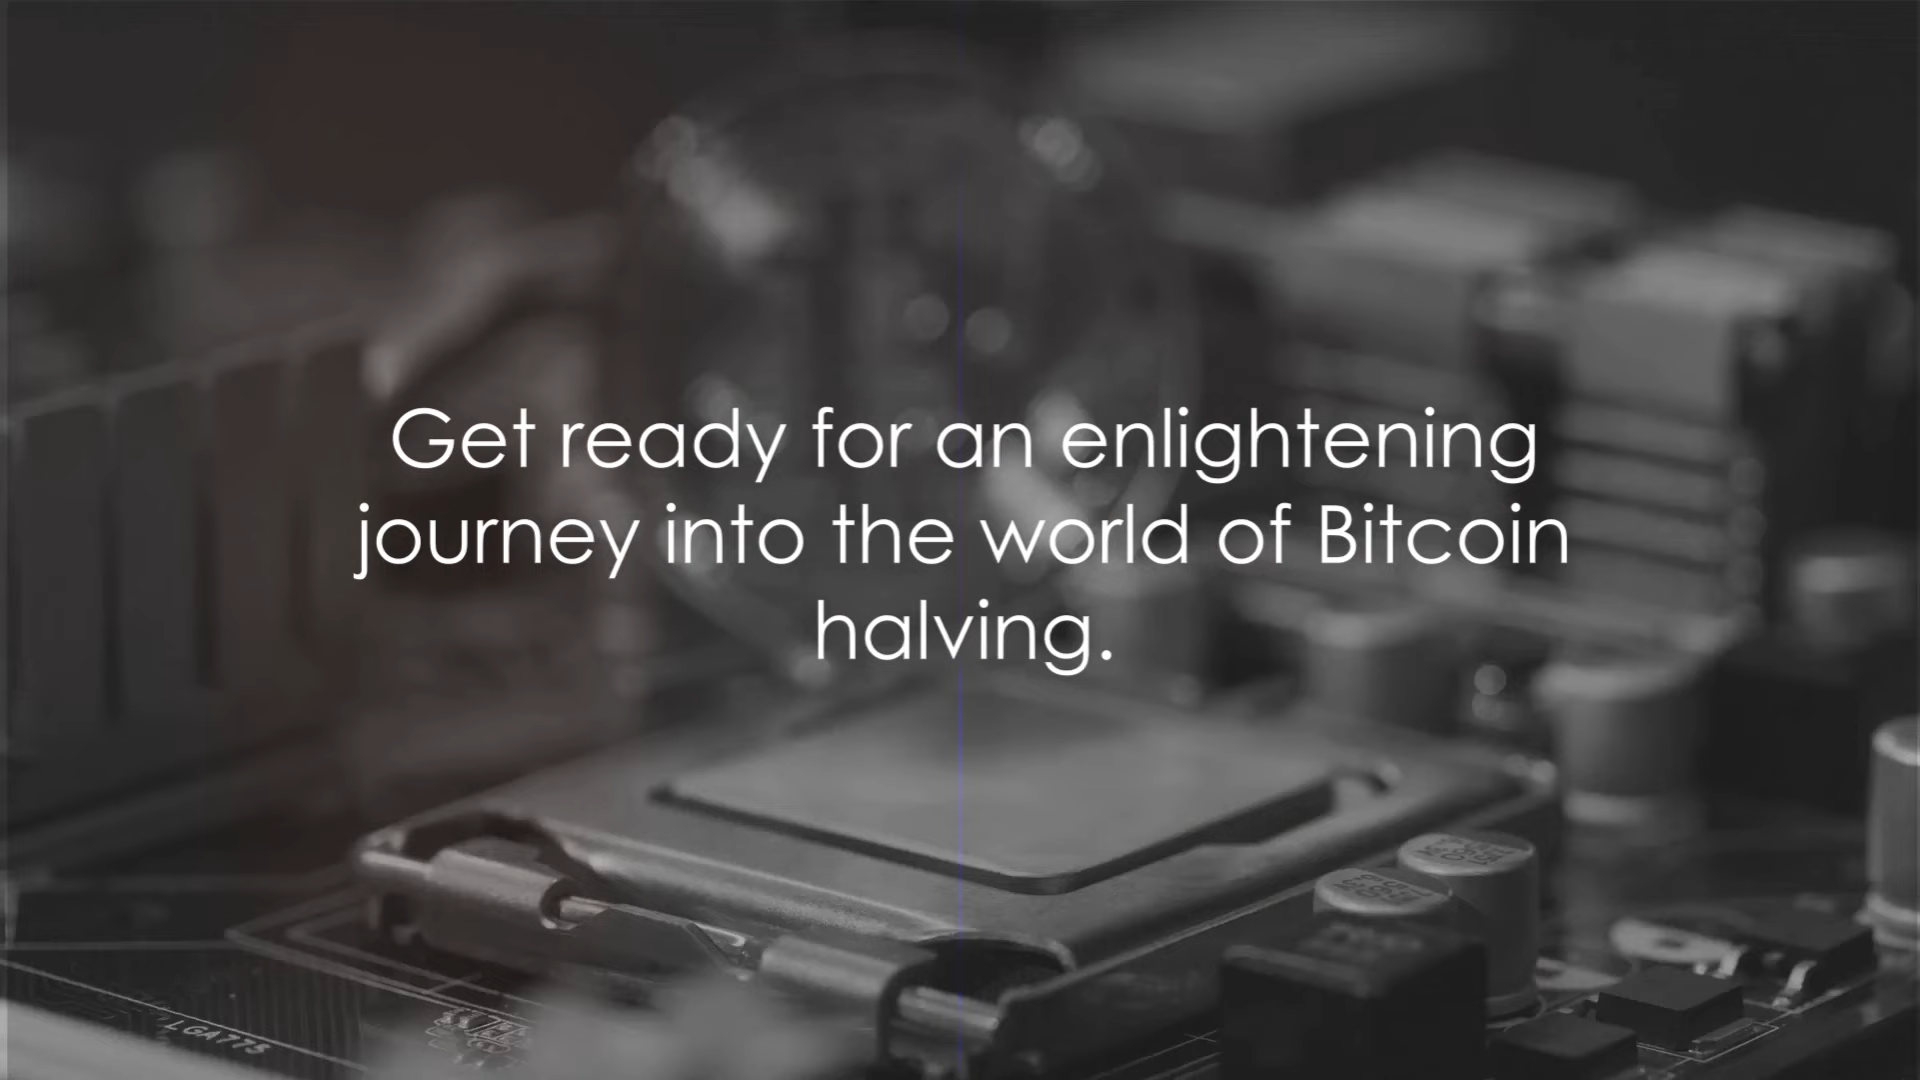 Get ready for an enlightening
journey into the world of Bitcoin
halving.
LGA775